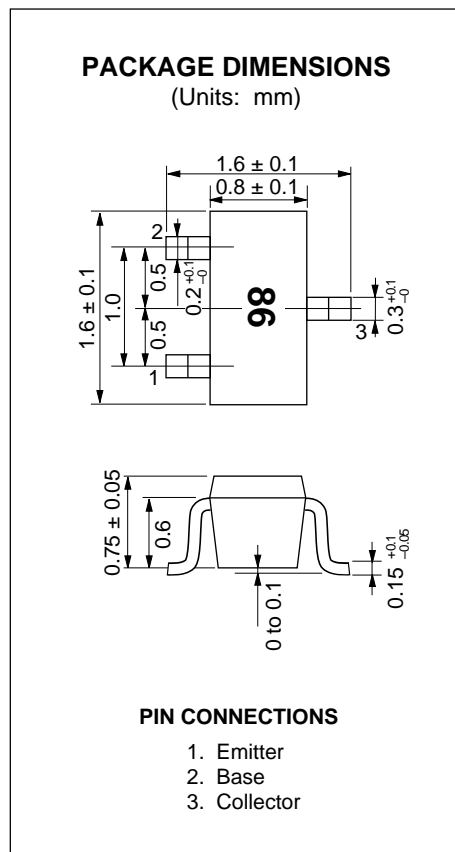 PACKAGE DIMENSIONS
(Units: mm)
1.6 ± 0.1
0.8 ± 0.1
2
1.6 ± 0.1
1.0
0.5
0.5
0.2 +0.1 –0
98
0.3 +0.1 –0
3
1
0.75 ± 0.05
0.6
0 to 0.1
0.15 +0.1 –0.05
PIN CONNECTIONS
1. Emitter
2. Base
3. Collector